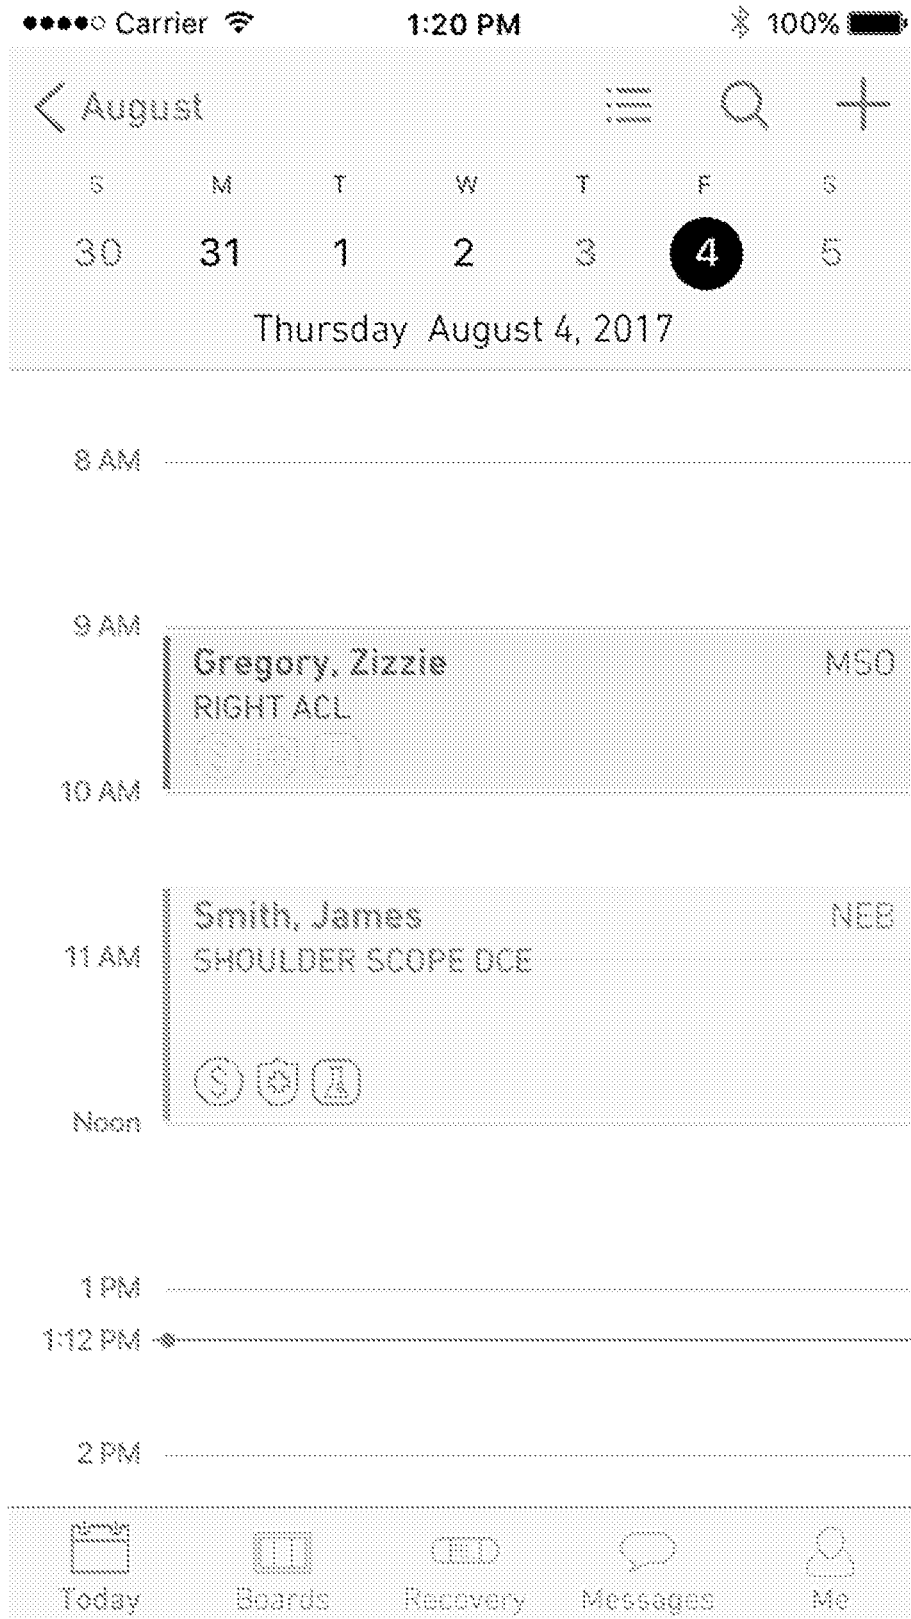 Carrier 1:20 PM 100%
August
S M T W T F S
30 31 1 2 3 4 5
Thursday August 4, 2017
8 AM
9 AM
Gregory, Zizzie MSO
RIGHT ACL
10 AM
Smith, James NEB
11 AM SHOULDER SCOPE DCE
$
Noon
1 PM
1:12 PM
2 PM
Today Boards Recovery Messages Me